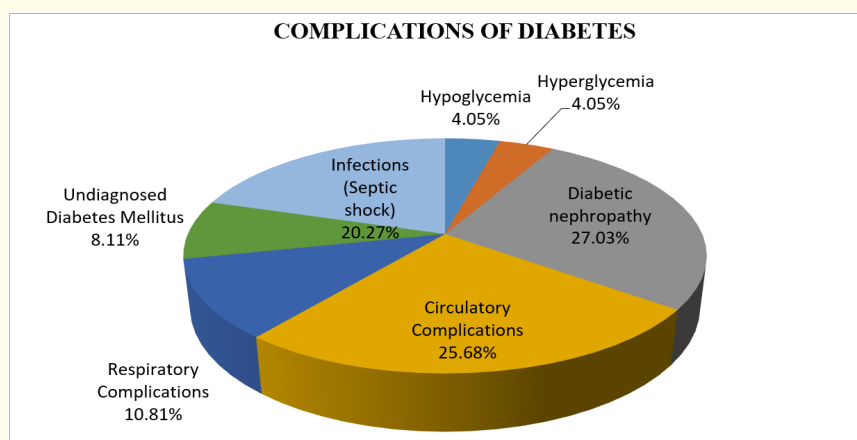 COMPLICATIONS OF DIABETES
Hypoglycemia
4.05%
Hyperglycemia
4.05%
Diabetic
nephropathy
27.03%
Circulatory
Complications
25.68%
Respiratory
Complications
10.81%
Undiagnosed
Diabetes Mellitus
8.11%
Infections
(Septic
shock)
20.27%